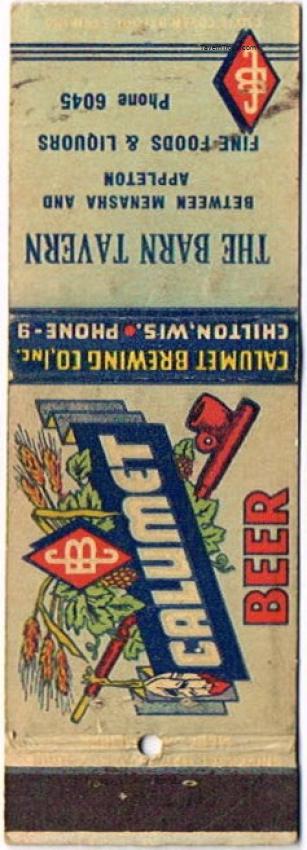 THE BARN TAVERN
BETWEEN MENASHA AND
APPLETON
FINE FOODS & LIQUORS
Phone 6045
CALUMET BREWING CO., INC.
CHILTON, WIS. • PHONE-9
CB
CALUMET
BEER